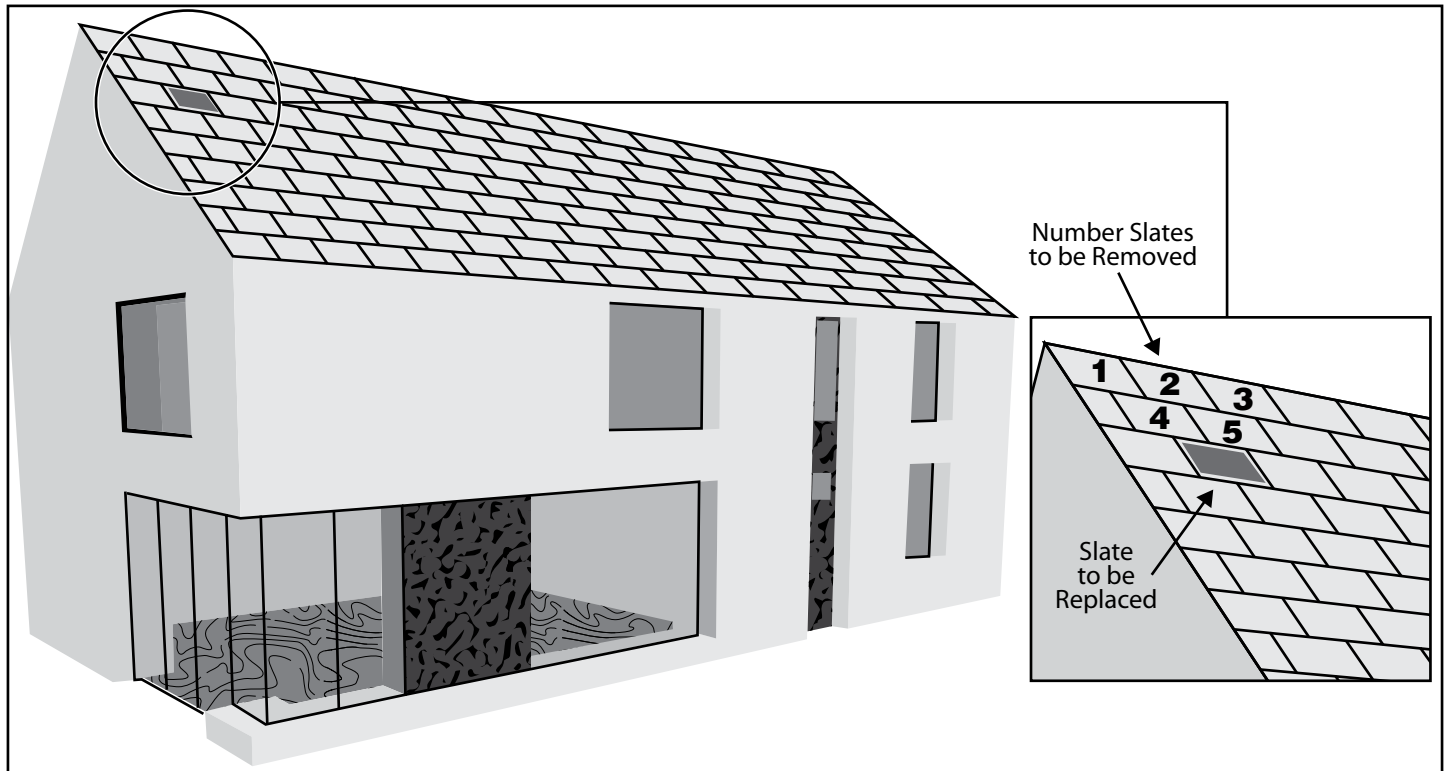 Number Slates
to be Removed
1 2 3
4 5
Slate
to be
Replaced